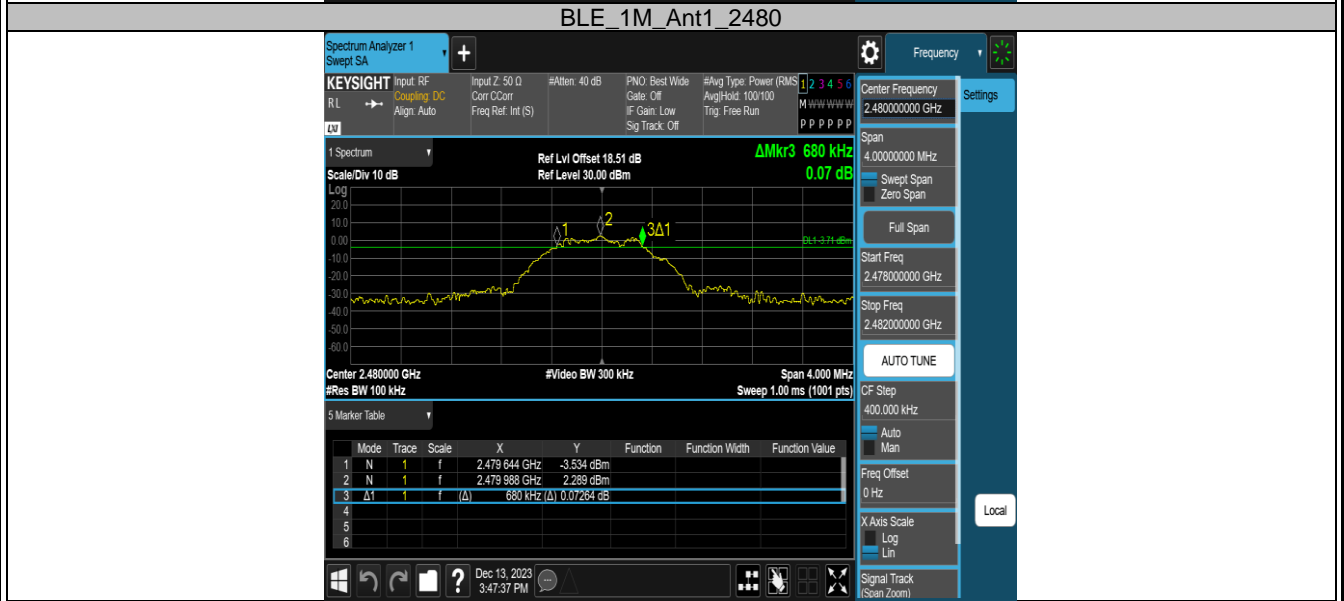 BLE_1M_Ant1_2480
Spectrum Analyzer 1
Swept SA
+
Frequency
KEYSIGHT
RL
LXI
Input: RF
Coupling: DC
Align: Auto
Input Z: 50 Ω
Corr CCorr
Freq Ref: Int (S)
#Atten: 40 dB
PNO: Best Wide
Gate: Off
IF Gain: Low
Sig Track: Off
#Avg Type: Power (RMS
Avg|Hold: 100/100
Trig: Free Run
1 2 3 4 5 6
M W W W W W
P P P P P P
1 Spectrum
Scale/Div 10 dB
Ref Lvl Offset 18.51 dB
Ref Level 30.00 dBm
ΔMkr3 680 kHz
0.07 dB
Log
20.0
10.0
0.00
-10.0
-20.0
-30.0
-40.0
-50.0
-60.0
1
2
3Δ1
DL1 -3.71 dBm
Center 2.480000 GHz
#Res BW 100 kHz
#Video BW 300 kHz
Span 4.000 MHz
Sweep 1.00 ms (1001 pts)
5 Marker Table
Mode Trace Scale X Y Function Function Width Function Value
1 N 1 f 2.479 644 GHz -3.534 dBm
2 N 1 f 2.479 988 GHz 2.289 dBm
3 Δ1 1 f (Δ) 680 kHz (Δ) 0.07264 dB
4
5
6
?
Dec 13, 2023
3:47:37 PM
Center Frequency
2.480000000 GHz
Settings
Span
4.00000000 MHz
Swept Span
Zero Span
Full Span
Start Freq
2.478000000 GHz
Stop Freq
2.482000000 GHz
AUTO TUNE
CF Step
400.000 kHz
Auto
Man
Freq Offset
0 Hz
X Axis Scale
Log
Lin
Local
Signal Track
(Span Zoom)